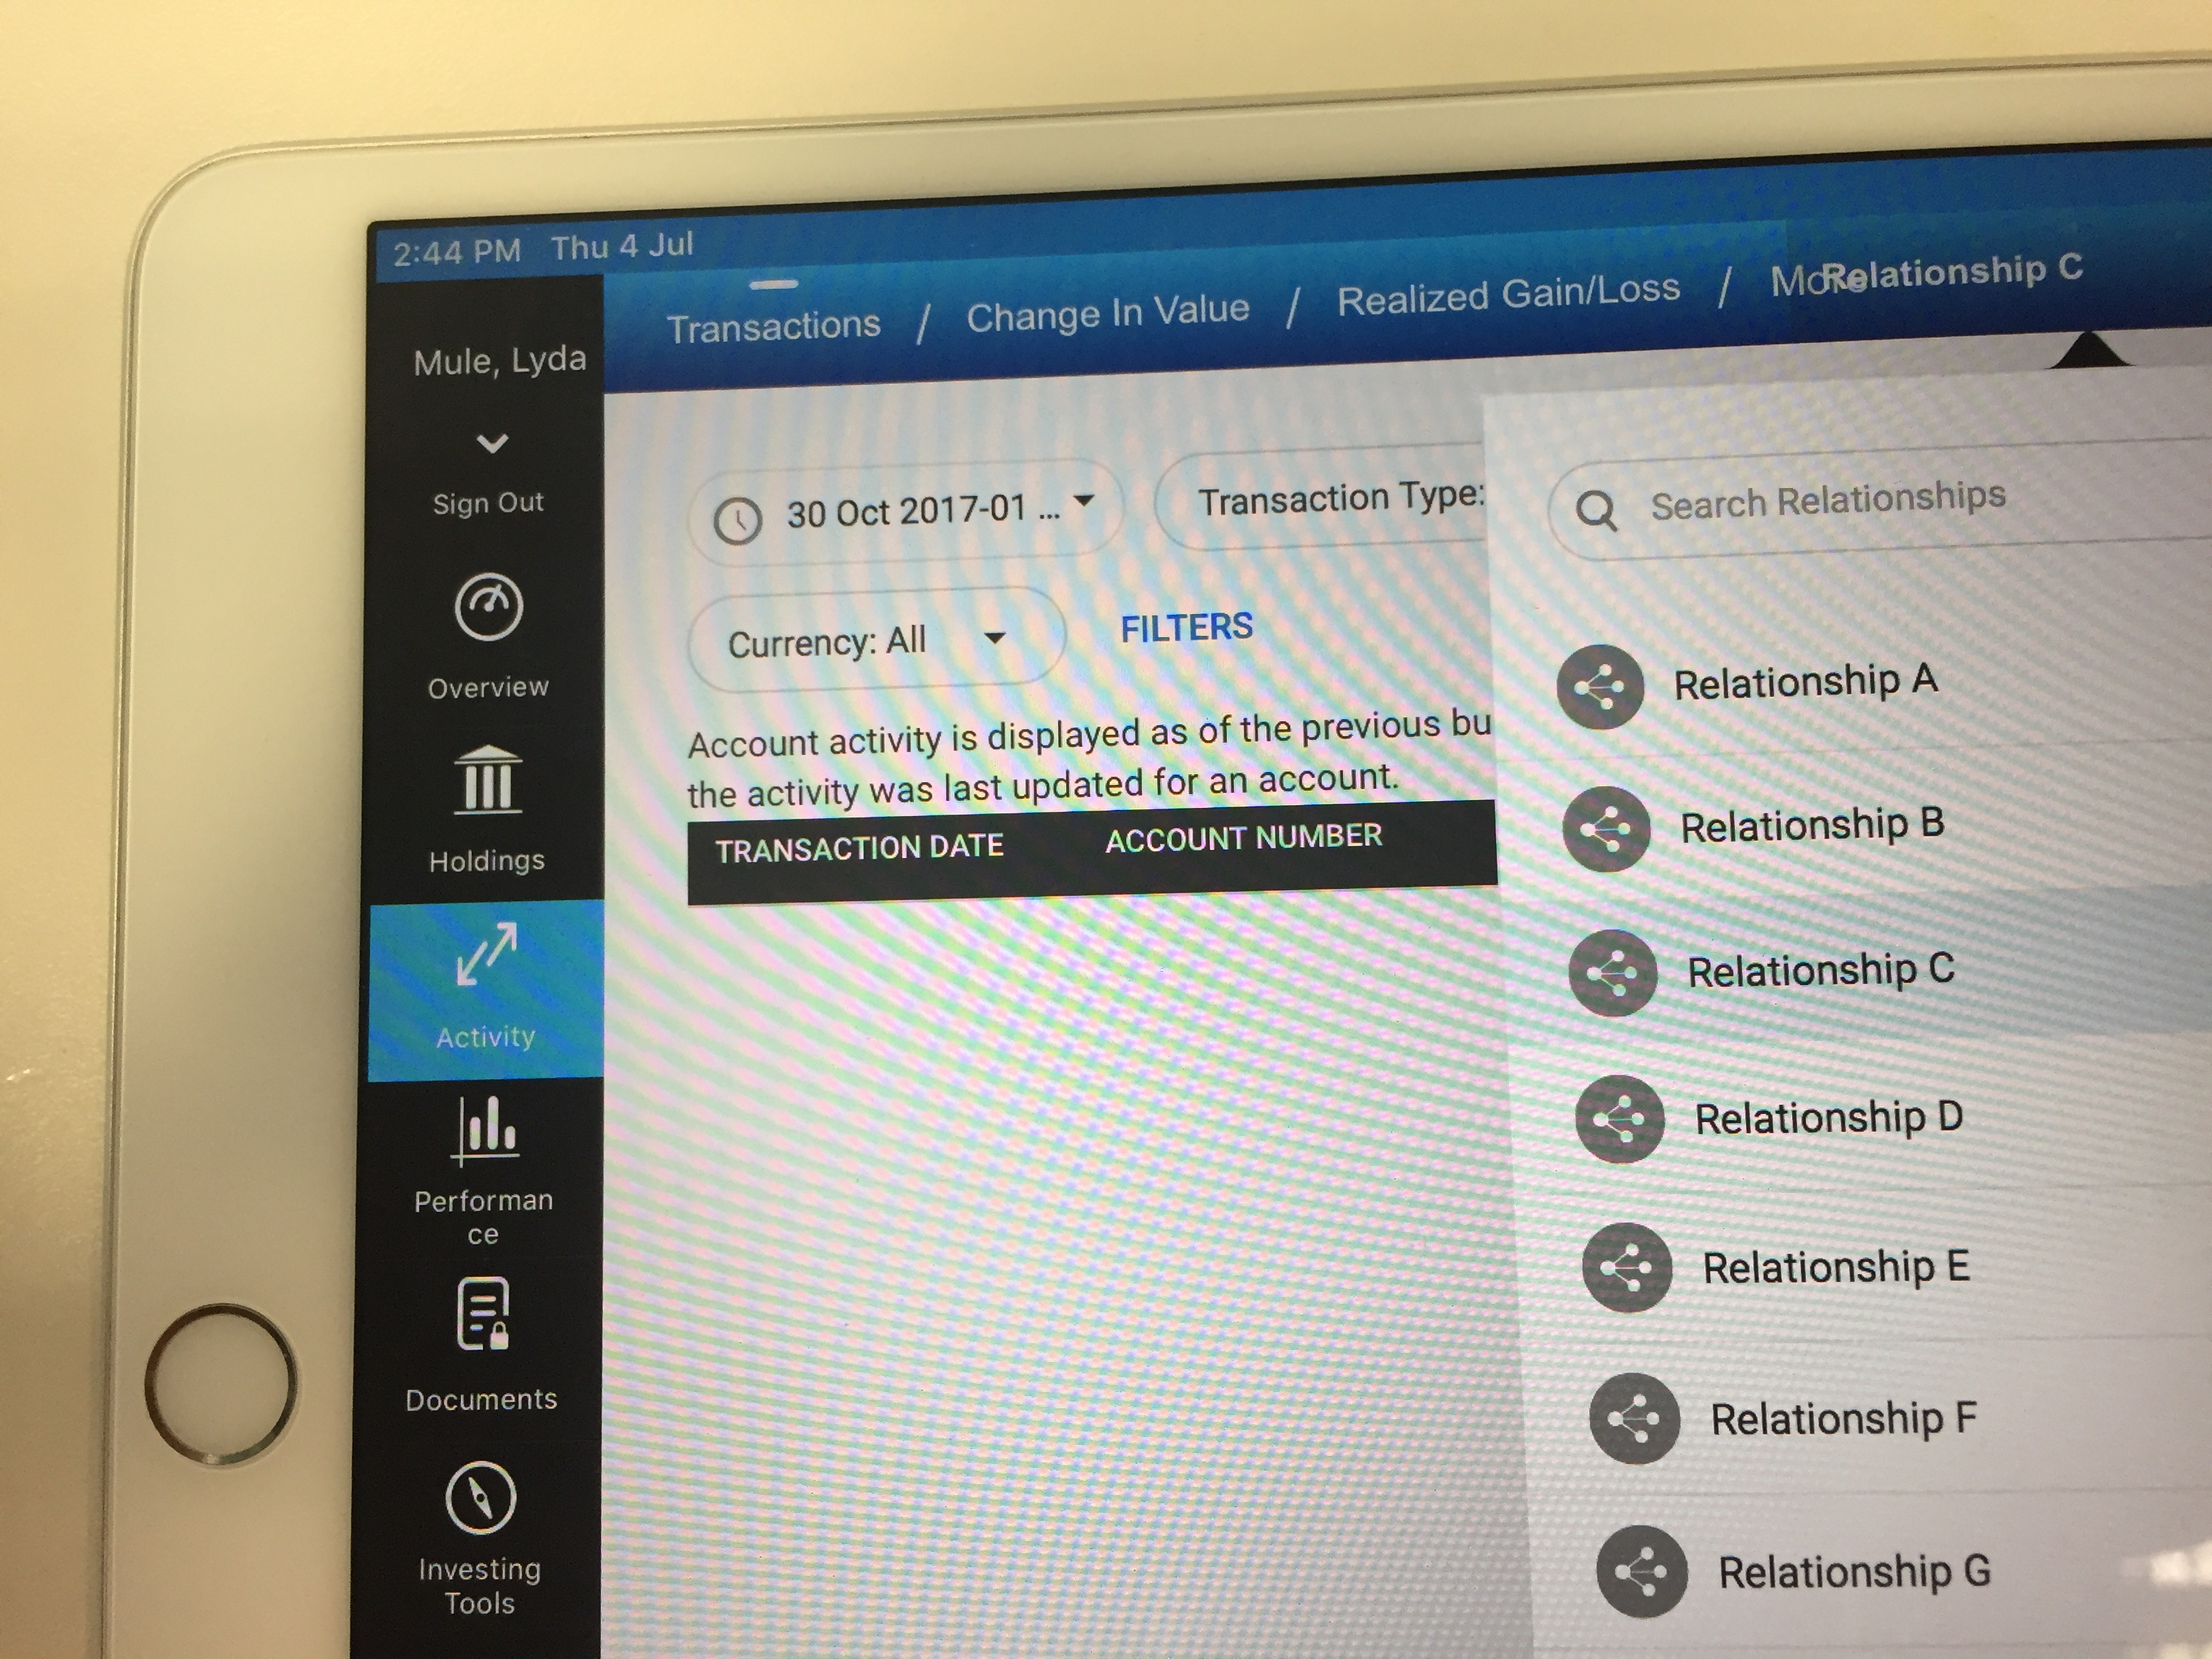 2:44 PM Thu 4 Jul
Mule, Lyda
Sign Out
Overview
Holdings
Activity
Performan
ce
Documents
Investing
Tools
Transactions / Change In Value / Realized Gain/Loss / More
Relationship C
30 Oct 2017-01 ...
Transaction Type:
Currency: All
FILTERS
Account activity is displayed as of the previous bu
the activity was last updated for an account.
TRANSACTION DATE ACCOUNT NUMBER
Search Relationships
Relationship A
Relationship B
Relationship C
Relationship D
Relationship E
Relationship F
Relationship G